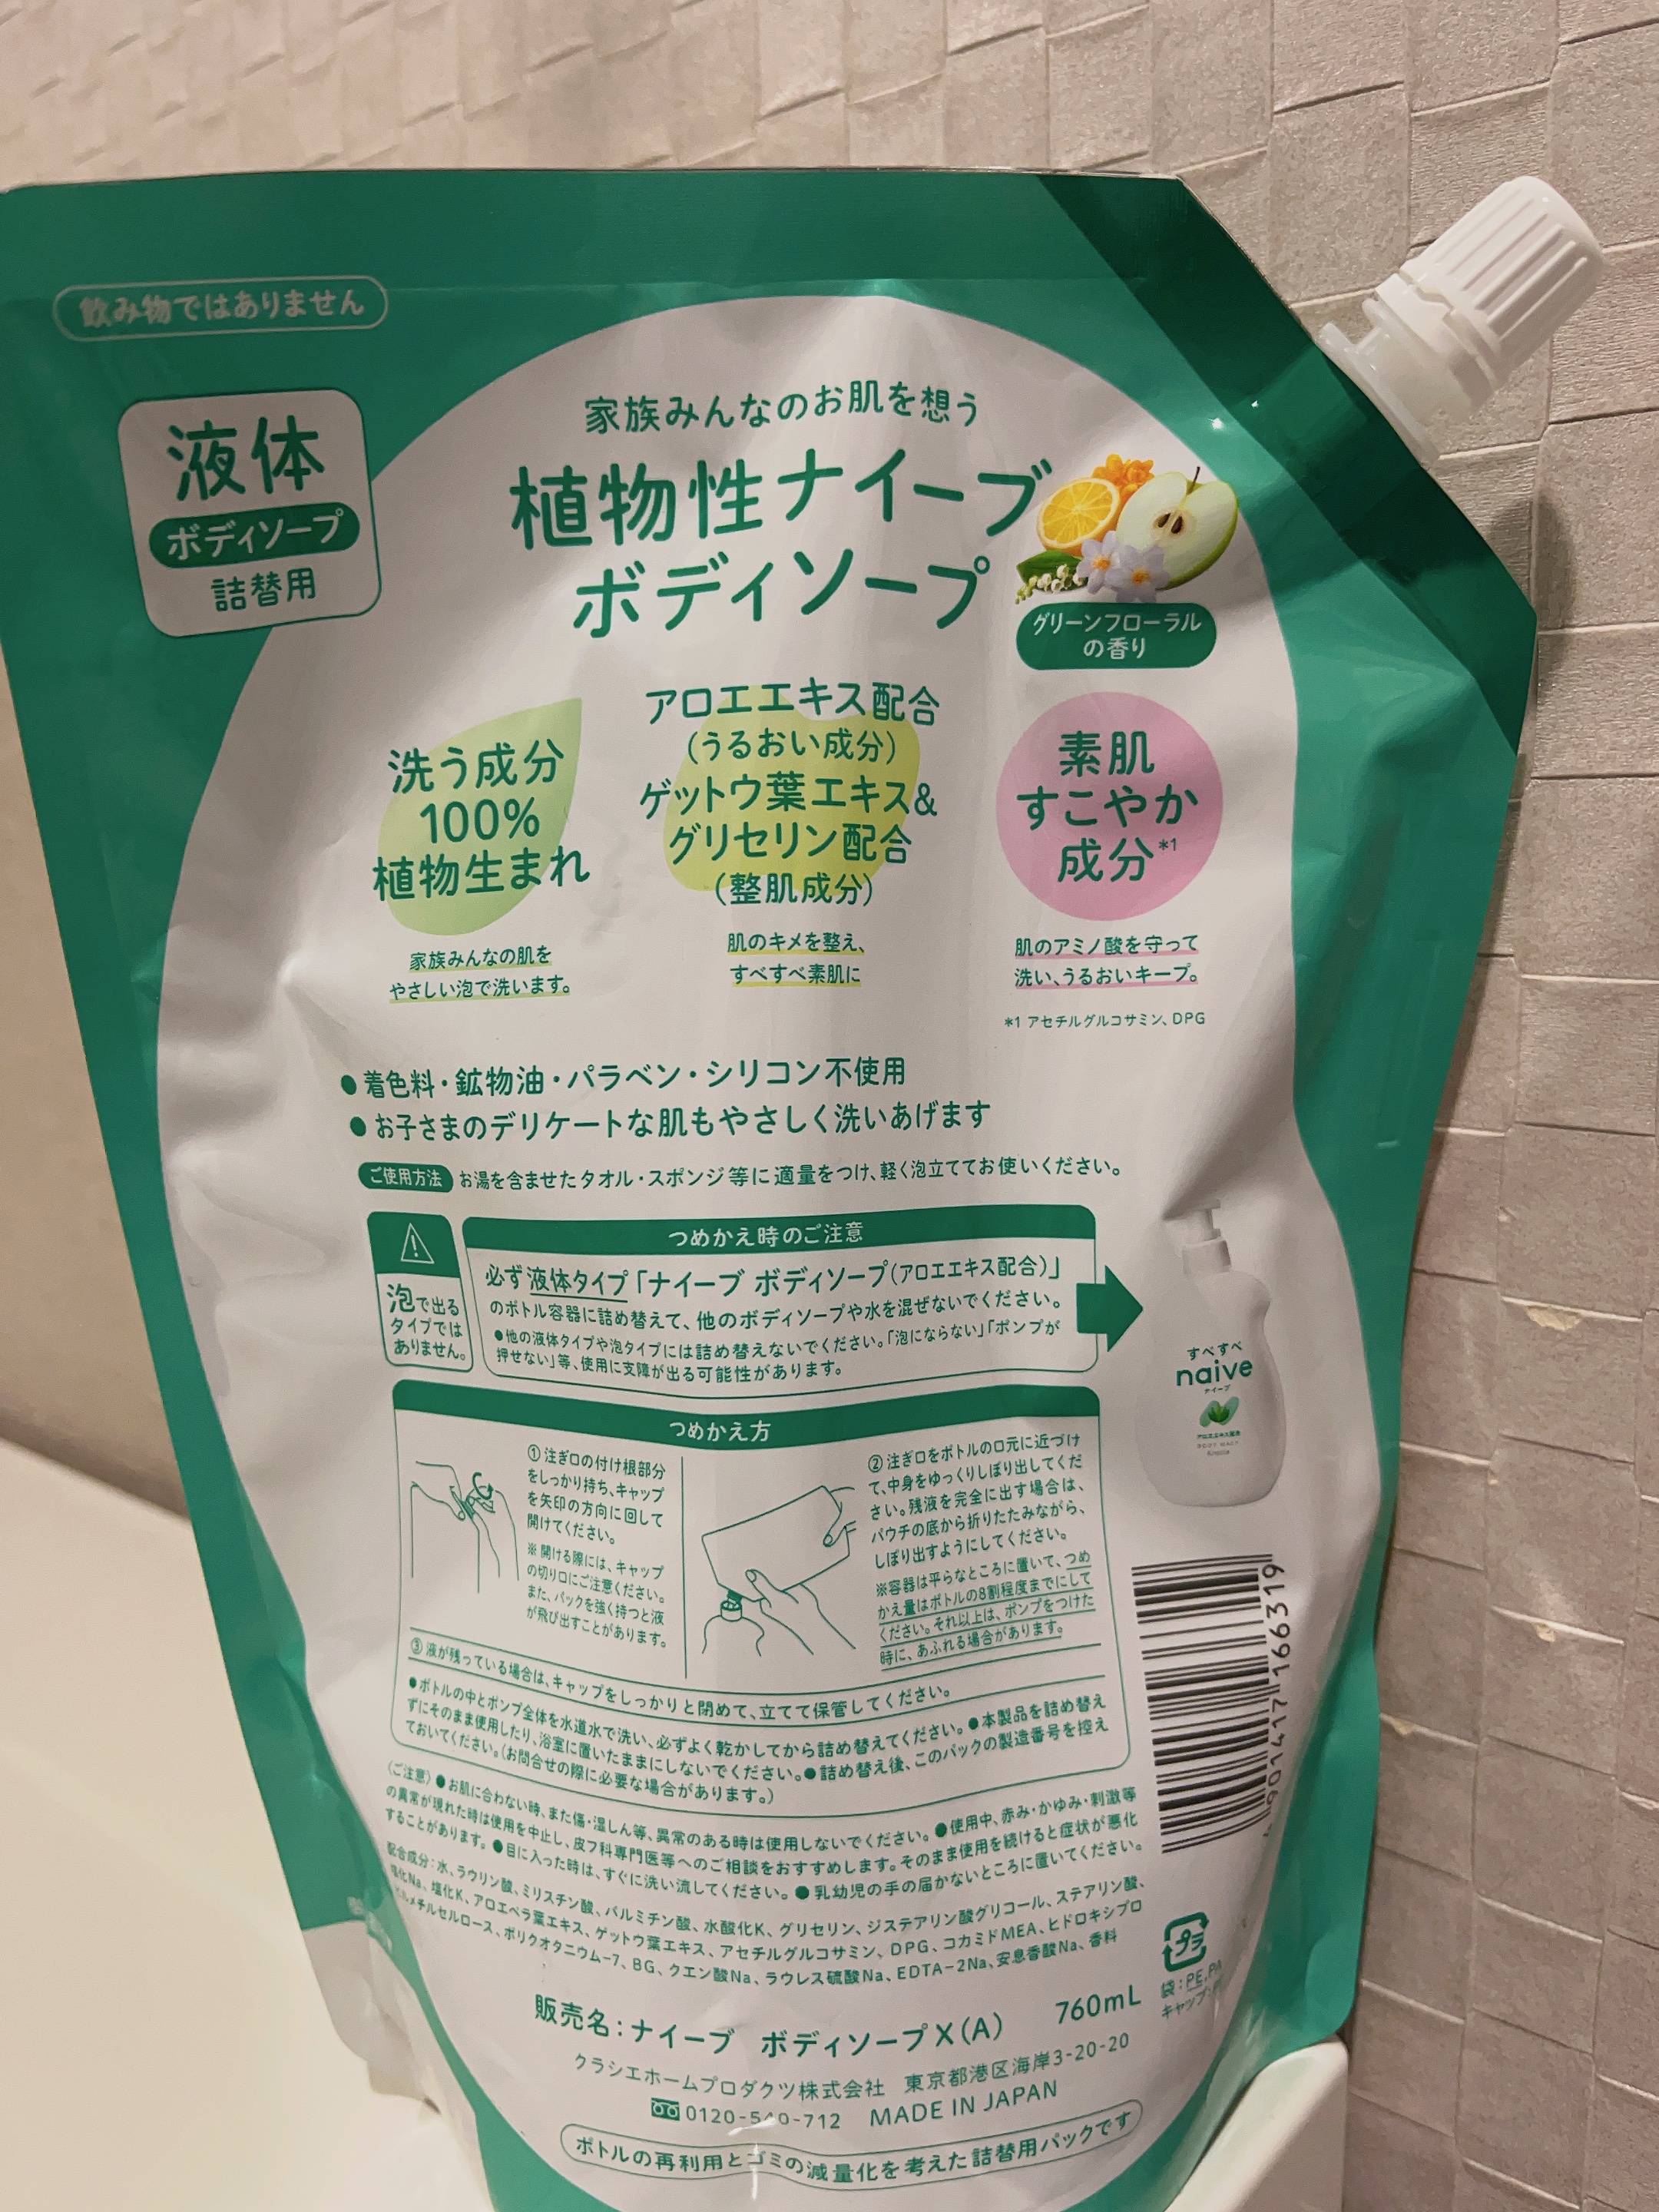 飲み物ではありません
液体
ボディソープ
詰替用
家族みんなのお肌を想う
植物性ナイーブ
ボディソープ
グリーンフローラル
の香り
洗う成分
100%
植物生まれ
家族みんなの肌を
やさしい泡で洗います。
アロエエキス配合
(うるおい成分)
ゲットウ葉エキス&
グリセリン配合
(整肌成分)
肌のキメを整え、
すべすべ素肌に
素肌
すこやか
成分*1
肌のアミノ酸を守って
洗い、うるおいキープ。
*1 アセチルグルコサミン、DPG
●着色料・鉱物油・パラベン・シリコン不使用
●お子さまのデリケートな肌もやさしく洗いあげます
ご使用方法 お湯を含ませたタオル・スポンジ等に適量をつけ、軽く泡立ててお使いください。
泡で出る
タイプでは
ありません。
つめかえ時のご注意
必ず液体タイプ「ナイーブ ボディソープ(アロエエキス配合)」
のボトル容器に詰め替えて、他のボディソープや水を混ぜないでください。
●他の液体タイプや泡タイプには詰め替えないでください。「泡にならない」「ポンプが
押せない」等、使用に支障が出る可能性があります。
すべすべ
naive
ナイーブ
アロエエキス配合
BODY WASH
Kracie
つめかえ方
①注ぎ口の付け根部分
をしっかり持ち、キャップ
を矢印の方向に回して
開けてください。
※開ける際には、キャップ
の切り口にご注意ください。
また、パックを強く持つと液
が飛び出すことがあります。
②注ぎ口をボトルの口元に近づけ
て、中身をゆっくりしぼり出してくだ
さい。残液を完全に出す場合は、
パウチの底から折りたたみながら、
しぼり出すようにしてください。
※容器は平らなところに置いて、つめ
かえ量はボトルの8割程度までにして
ください。それ以上は、ポンプをつけた
時に、あふれる場合があります。
③液が残っている場合は、キャップをしっかりと閉めて、立てて保管してください。
●ボトルの中とポンプ全体を水道水で洗い、必ずよく乾かしてから詰め替えてください。●本製品を詰め替え
ずにそのまま使用したり、浴室に置いたままにしないでください。●詰め替え後、このパックの製造番号を控え
ておいてください。(お問合せの際に必要な場合があります。)
〈ご注意〉●お肌に合わない時、また傷・湿しん等、異常のある時は使用しないでください。●使用中、赤み・かゆみ・刺激等
の異常が現れた時は使用を中止し、皮フ科専門医等へのご相談をおすすめします。そのまま使用を続けると症状が悪化
することがあります。●目に入った時は、すぐに洗い流してください。●乳幼児の手の届かないところに置いてください。
配合成分:水、ラウリン酸、ミリスチン酸、パルミチン酸、水酸化K、グリセリン、ジステアリン酸グリコール、ステアリン酸、
塩化Na、塩化K、アロエベラ葉エキス、ゲットウ葉エキス、アセチルグルコサミン、DPG、コカミドMEA、ヒドロキシプロ
ピルメチルセルロース、ポリクオタニウム-7、BG、クエン酸Na、ラウレス硫酸Na、EDTA-2Na、安息香酸Na、香料
4901417166319
プラ
袋:PE,PA
キャップ:
販売名:ナイーブ ボディソープX(A) 760mL
クラシエホームプロダクツ株式会社 東京都港区海岸3-20-20
0120-540-712 MADE IN JAPAN
ボトルの再利用とゴミの減量化を考えた詰替用パックです